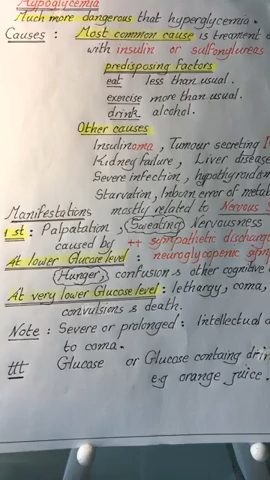 Hypoglycemia
Much more dangerous that hyperglycemia.
Causes : Most common cause is treament
with insulin or sulfonylureas
predisposing factors
eat less than usual.
exercise more than usual.
drink alcohol.
Other causes
Insulinoma, Tumour secreting
Kidney failure, Liver disease
Severe infection, hypothyroidism
Starvation, Inborn error of
Manifestations mostly related to Nervous
1 st : Palpatation, Sweating, Nervousness
caused by ++ sympathetic discharge
At lower Glucose level : neuroglycopenic
(Hunger), confusion & other cognitive
At very lower Glucose level : lethargy, coma,
convulsions & death.
Note : Severe or prolonged : Intellectual
to coma.
ttt Glucose or Glucose containg
eg orange juice.